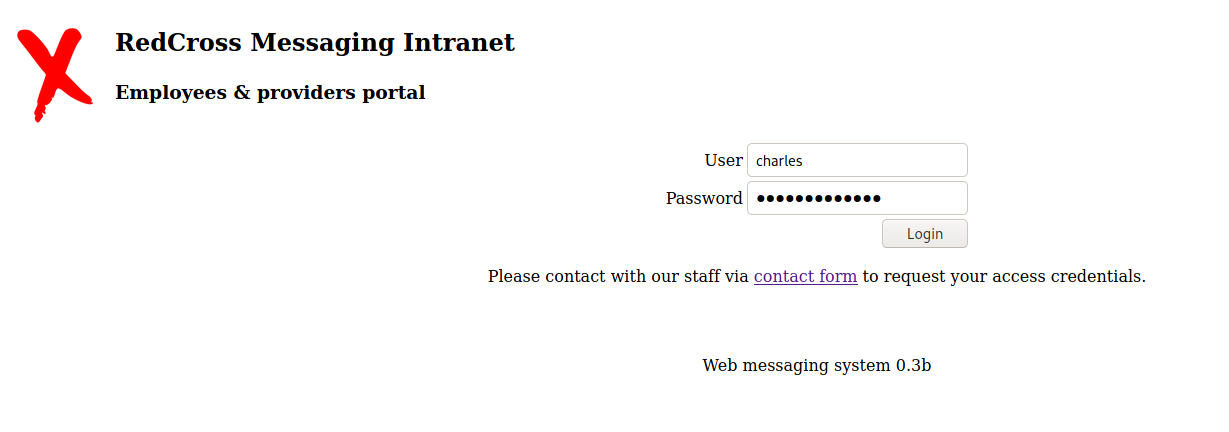 RedCross Messaging Intranet
Employees & providers portal
User charles
Password ●●●●●●●●●●●●●
Login
Please contact with our staff via contact form to request your access credentials.
Web messaging system 0.3b